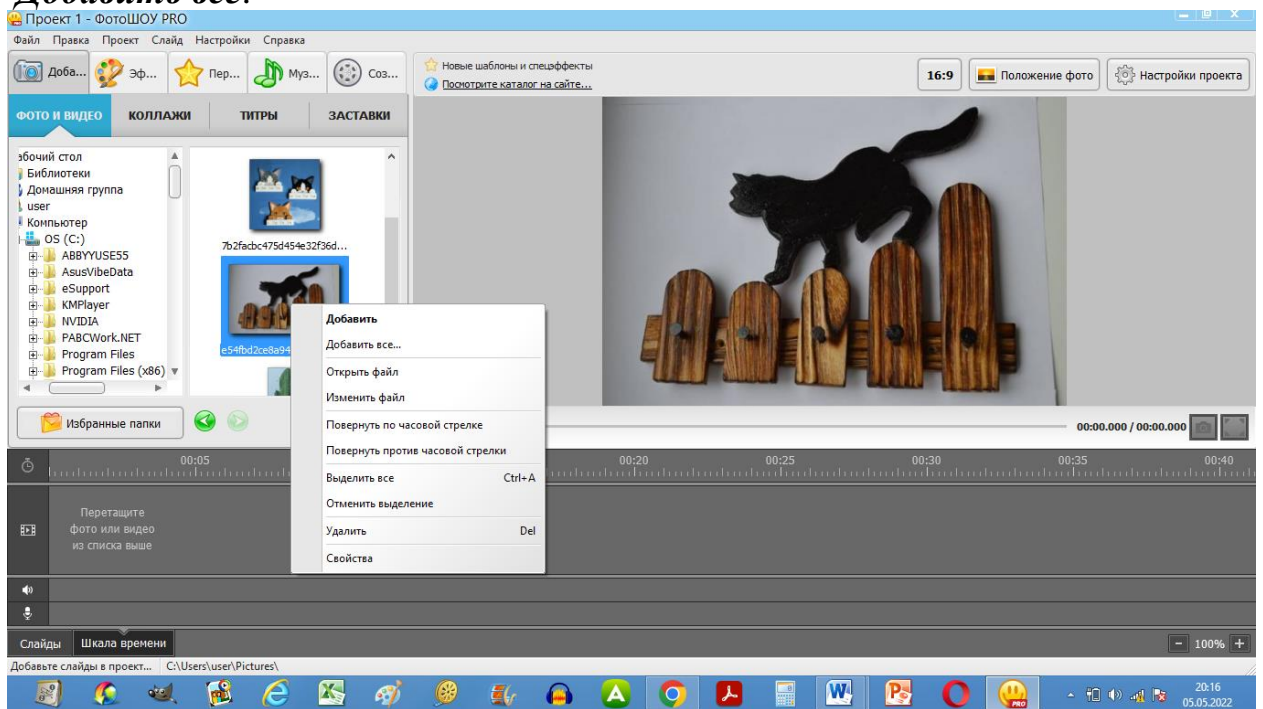 Добавить все.
Проект 1 - ФотоШОУ PRO
Файл Правка Проект Слайд Настройки Справка
Доба... Эф... Пер... Муз... Соз...
Новые шаблоны и спецэффекты
Посмотрите каталог на сайте...
16:9 Положение фото Настройки проекта
ФОТО И ВИДЕО КОЛЛАЖИ ТИТРЫ ЗАСТАВКИ
абочий стол
Библиотеки
Домашняя группа
user
Компьютер
OS (C:)
ABBYYUSE55
AsusVibeData
eSupport
KMPlayer
NVIDIA
PABCWork.NET
Program Files
Program Files (x86)
7b2facbc475d454e32f36d...
e54fbd2ce8a94
Добавить
Добавить все...
Открыть файл
Изменить файл
Повернуть по часовой стрелке
Повернуть против часовой стрелки
Выделить все Ctrl+A
Отменить выделение
Удалить Del
Свойства
Избранные папки
00:00.000 / 00:00.000
00:05 00:20 00:25 00:30 00:35 00:40
Перетащите
фото или видео
из списка выше
Слайды Шкала времени
100%
Добавьте слайды в проект... C:\Users\user\Pictures\
PRO
20:16
05.05.2022